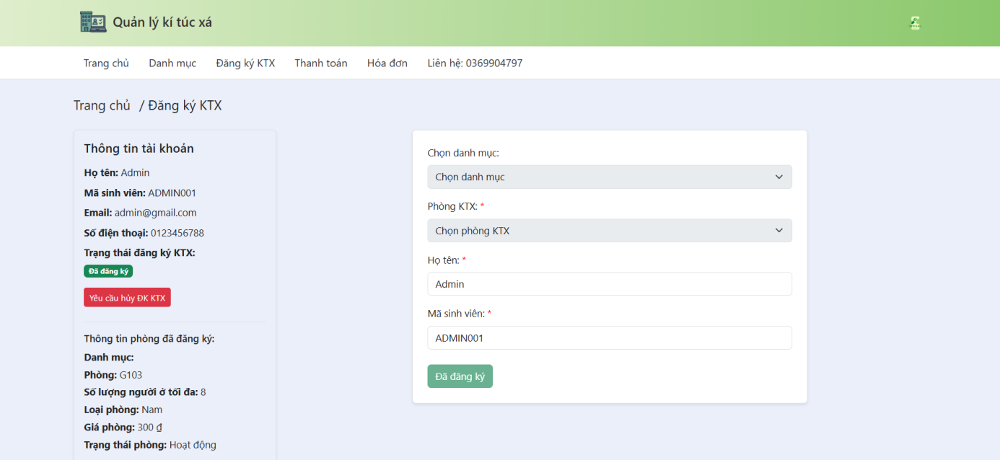 Quản lý kí túc xá
Trang chủ Danh mục Đăng ký KTX Thanh toán Hóa đơn Liên hệ: 0369904797
Trang chủ / Đăng ký KTX
Thông tin tài khoản
Họ tên: Admin
Mã sinh viên: ADMIN001
Email: admin@gmail.com
Số điện thoại: 0123456788
Trạng thái đăng ký KTX:
Đã đăng ký
Yêu cầu hủy ĐK KTX
Thông tin phòng đã đăng ký:
Danh mục:
Phòng: G103
Số lượng người ở tối đa: 8
Loại phòng: Nam
Giá phòng: 300 ₫
Trạng thái phòng: Hoạt động
Chọn danh mục:
Chọn danh mục
Phòng KTX: *
Chọn phòng KTX
Họ tên: *
Admin
Mã sinh viên: *
ADMIN001
Đã đăng ký